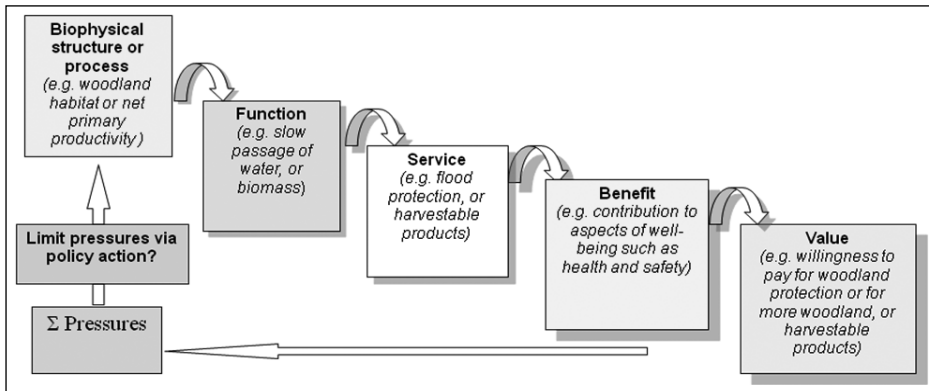 Biophysical
structure or
process
(e.g. woodland
habitat or net
primary
productivity )
Function
(e.g. slow
passage of
water, or
biomass)
Service
(e.g. flood
protection, or
harvestable
products)
Benefit
(e.g. contribution to
aspects of well-
being such as
health and safety)
Value
(e.g. willingness to
pay for woodland
protection or for
more woodland, or
harvestable
products)
Limit pressures via
policy action?
Σ Pressures